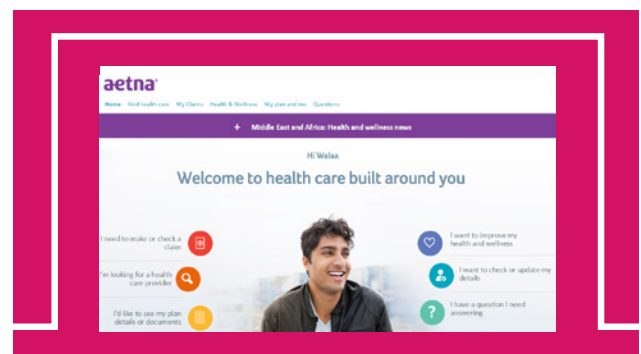 aetna
Home Find health care My Claims Health & Wellness My plan and me Questions
+ Middle East and Africa: Health and wellness news
Hi Walaa
Welcome to health care built around you
I need to make or check a
claim
I'm looking for a health
care provider
I'd like to see my plan
details or documents
I want to improve my
health and wellness
I want to check or update my
details
I have a question I need
answering
?